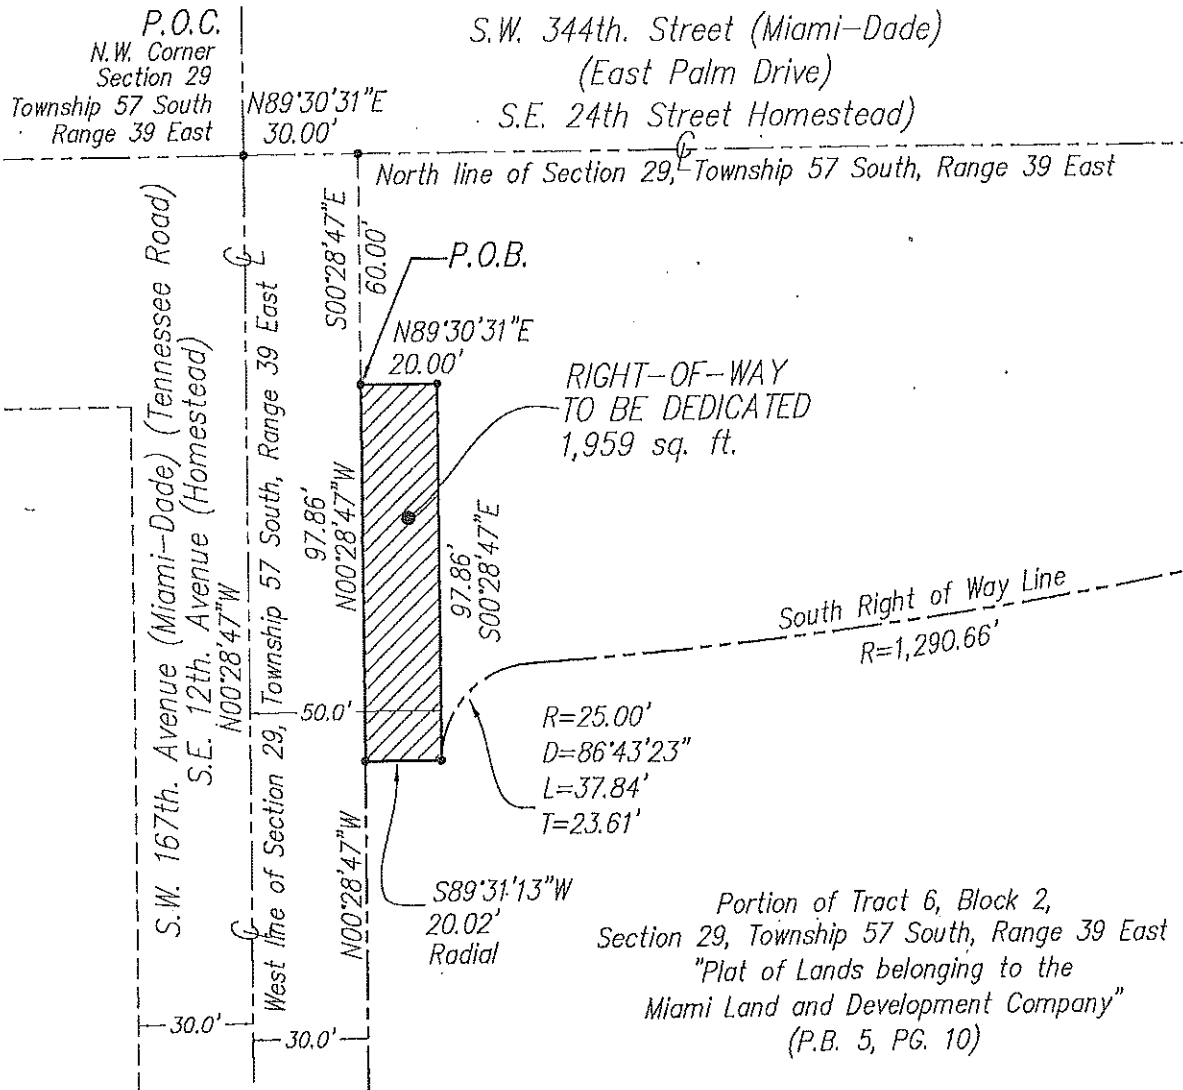 P.O.C.
N.W. Corner
Section 29
Township 57 South
Range 39 East
N89°30'31"E
30.00'
S.W. 344th. Street (Miami-Dade)
(East Palm Drive)
S.E. 24th Street Homestead)
North line of Section 29, Township 57 South, Range 39 East
S00°28'47"E
60.00'
P.O.B.
N89°30'31"E
20.00'
RIGHT-OF-WAY
TO BE DEDICATED
1,959 sq. ft.
S.W. 167th. Avenue (Miami-Dade) (Tennessee Road)
S.E. 12th. Avenue (Homestead)
N00°28'47"W
West line of Section 29, Township 57 South, Range 39 East
97.86'
N00°28'47"W
97.86'
S00°28'47"E
South Right of Way Line
R=1,290.66'
50.0'
R=25.00'
D=86°43'23"
L=37.84'
T=23.61'
N00°28'47"W
S89°31'13"W
20.02'
Radial
Portion of Tract 6, Block 2,
Section 29, Township 57 South, Range 39 East
"Plat of Lands belonging to the
Miami Land and Development Company"
(P.B. 5, PG. 10)
30.0'
30.0'